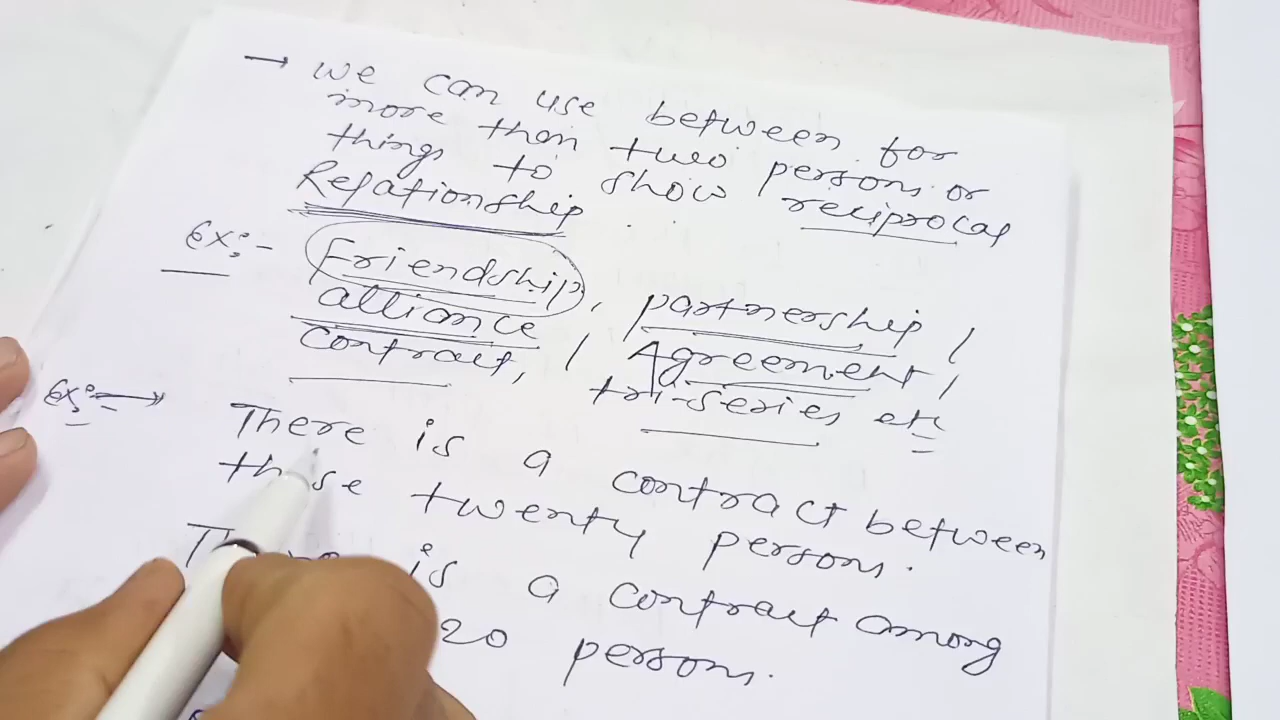 → we can use between for
more than two persons or
things to show reciprocal
Relationship
Ex:- Friendship, partnership,
alliance, Agreement,
contract, tri-series etc
Ex:→ There is a contract between
these twenty persons.
There is a contract among
20 persons.